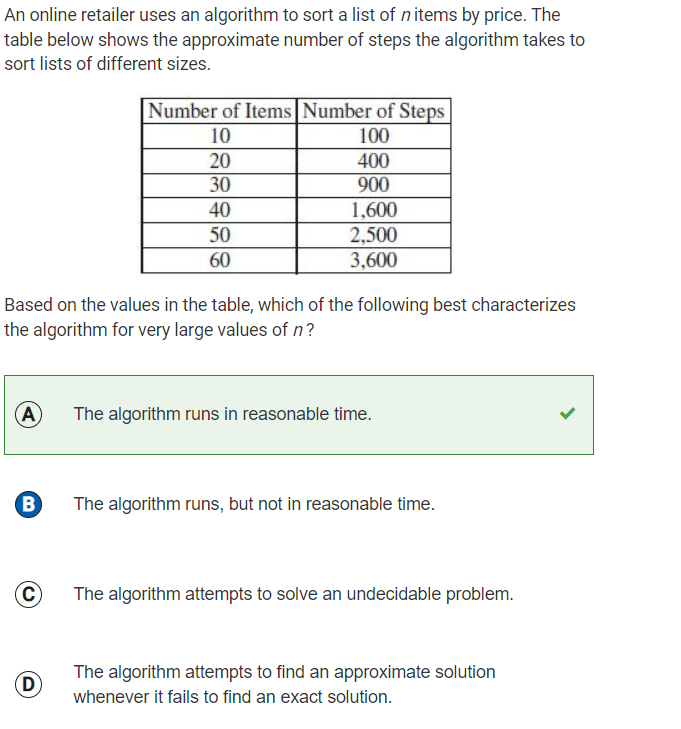 An online retailer uses an algorithm to sort a list of n items by price. The
table below shows the approximate number of steps the algorithm takes to
sort lists of different sizes.
Number of Items Number of Steps
10 100
20 400
30 900
40 1,600
50 2,500
60 3,600
Based on the values in the table, which of the following best characterizes
the algorithm for very large values of n?
A The algorithm runs in reasonable time.
B The algorithm runs, but not in reasonable time.
C The algorithm attempts to solve an undecidable problem.
D The algorithm attempts to find an approximate solution
whenever it fails to find an exact solution.